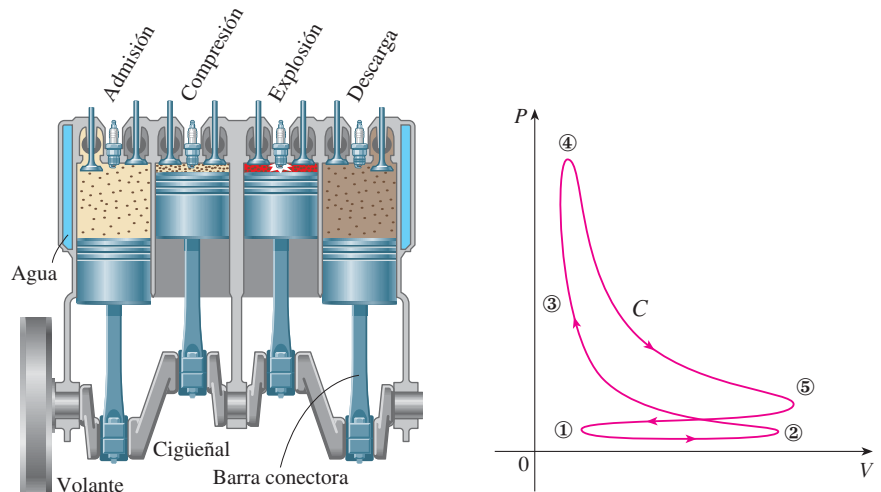 Admisión
Compresión
Explosión
Descarga
Agua
Cigüeñal
Barra conectora
Volante
P
④
③
C
⑤
①
②
0
V